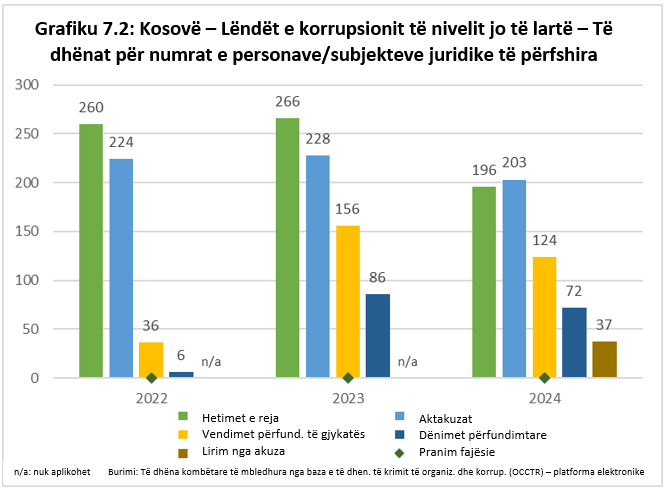 Grafiku 7.2: Kosovë – Lëndët e korrupsionit të nivelit jo të lartë – Të
dhënat për numrat e personave/subjekteve juridike të përfshira
300
250
200
150
100
50
0
260
224
36
6
n/a
266
228
156
86
n/a
196
203
124
72
37
2022
2023
2024
Hetimet e reja
Aktakuzat
Vendimet përfund. të gjykatës
Dënimet përfundimtare
Lirim nga akuza
Pranim fajësie
n/a: nuk aplikohet Burimi: Të dhëna kombëtare të mbledhura nga baza e të dhen. të krimit të organiz. dhe korrup. (OCCTR) – platforma elektronike